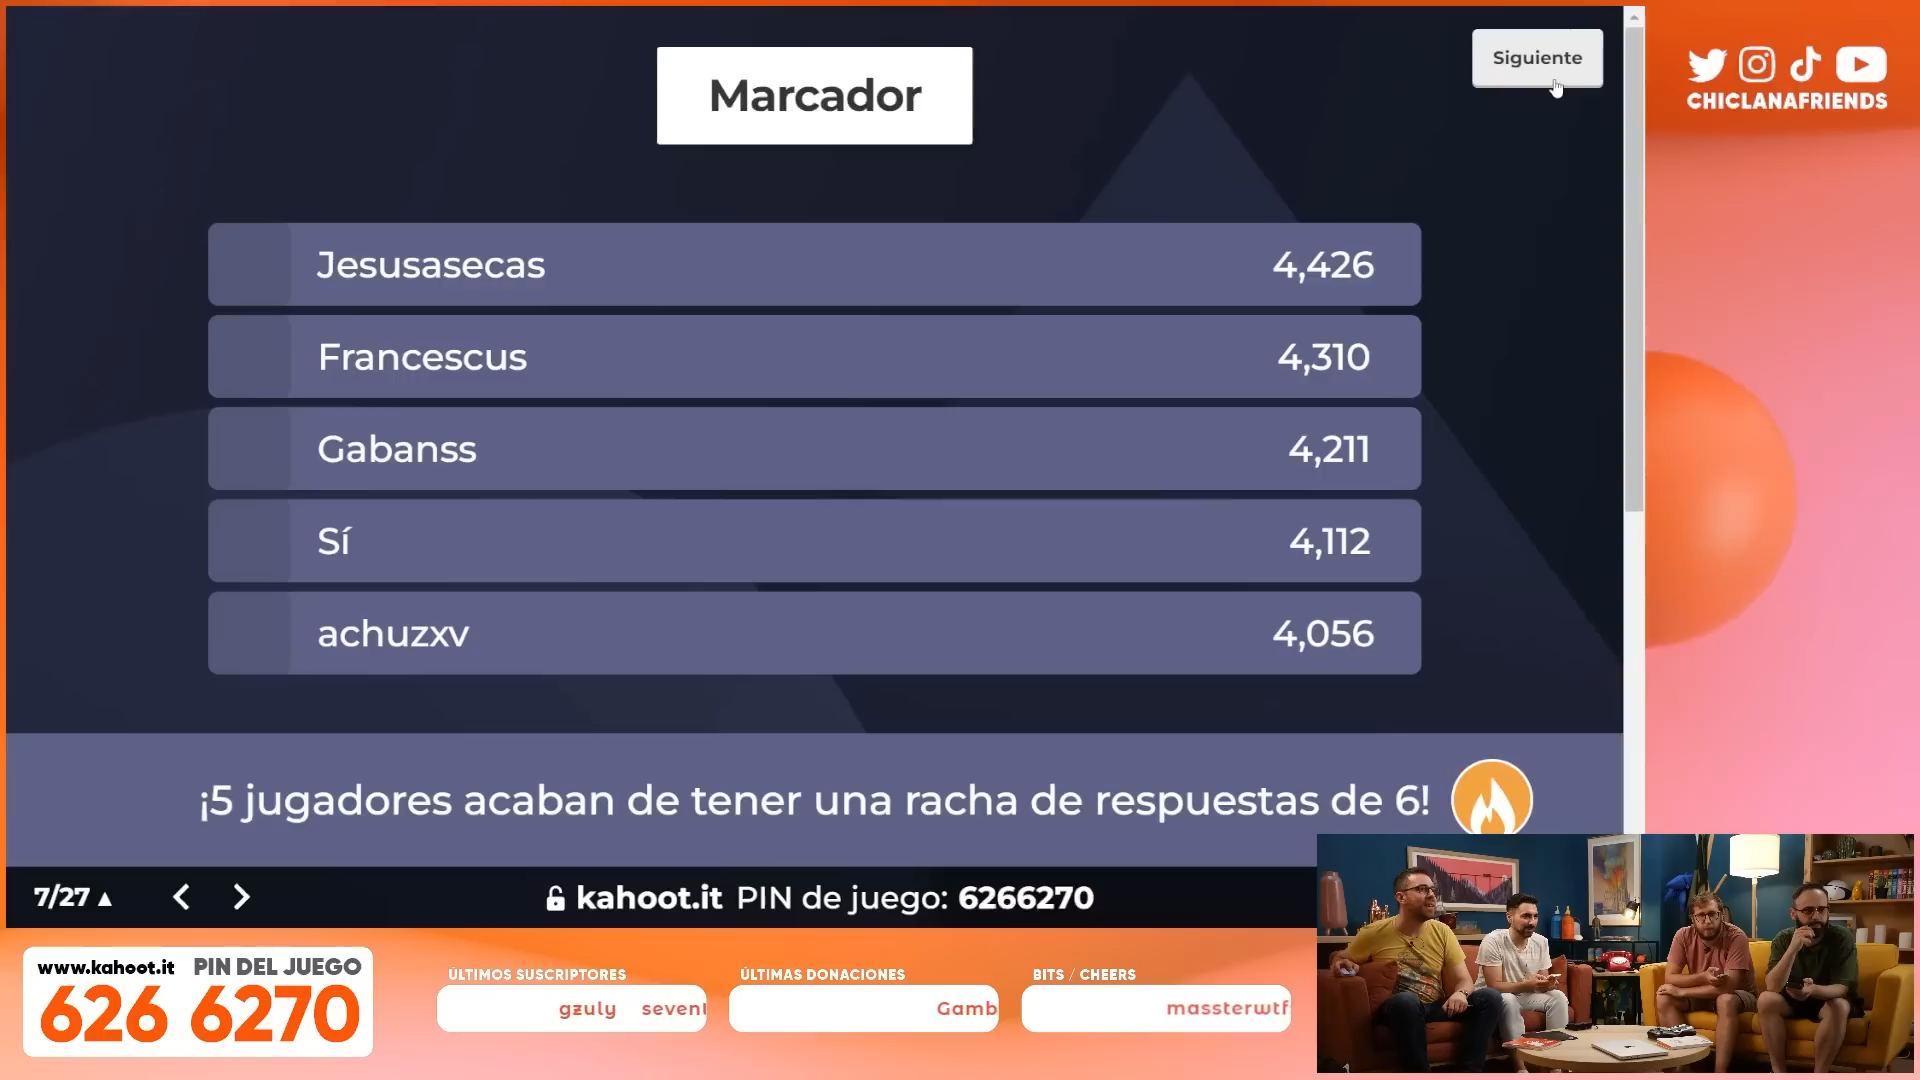 Marcador
Siguiente
CHICLANAFRIENDS
Jesusasecas 4,426
Francescus 4,310
Gabanss 4,211
Sí 4,112
achuzxv 4,056
¡5 jugadores acaban de tener una racha de respuestas de 6!
7/27
kahoot.it PIN de juego: 6266270
www.kahoot.it PIN DEL JUEGO
626 6270
ÚLTIMOS SUSCRIPTORES
gzuly
ÚLTIMAS DONACIONES
Gamb
BITS / CHEERS
massterwtf